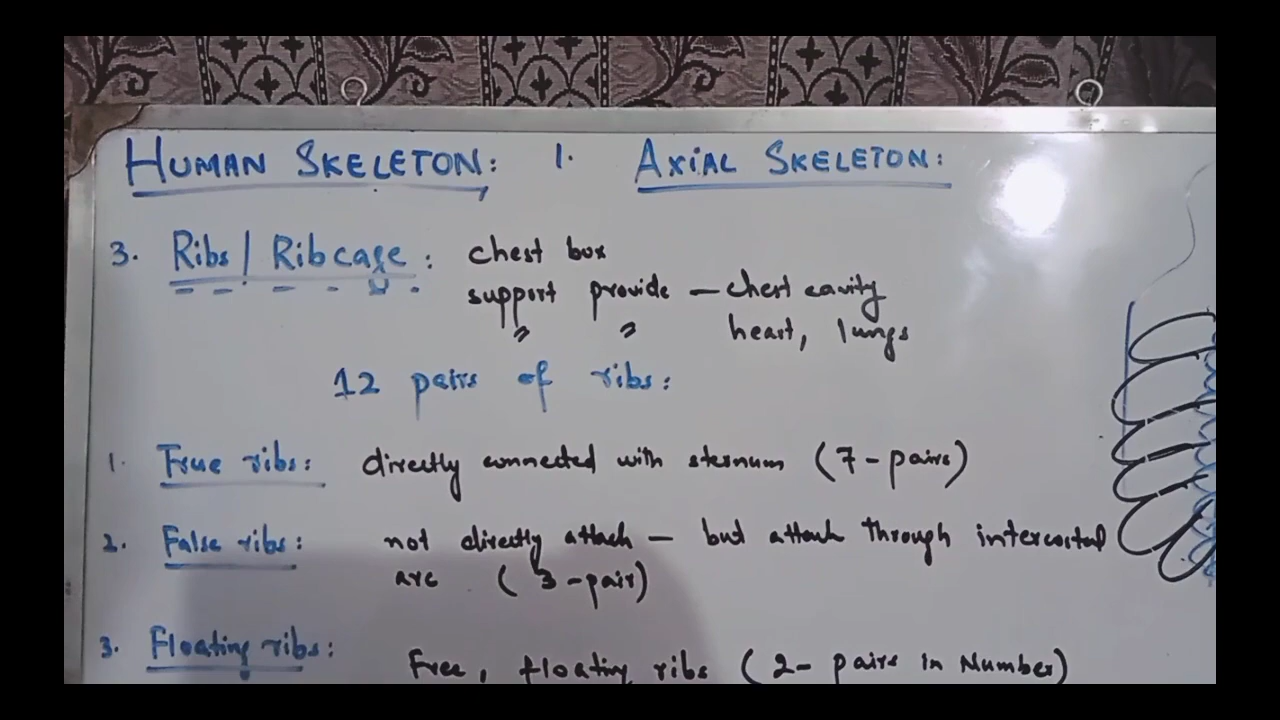 HUMAN SKELETON: 1. AXIAL SKELETON:
3. Ribs/Ribcage: chest box
support provide — chest cavity
" " heart, lungs
12 pairs of ribs:
1. True ribs: directly connected with sternum (7-pairs)
2. False ribs: not directly attach — but attach through intercostal
arc (3-pair)
3. Floating ribs: Free, floating ribs (2- pairs in Number)